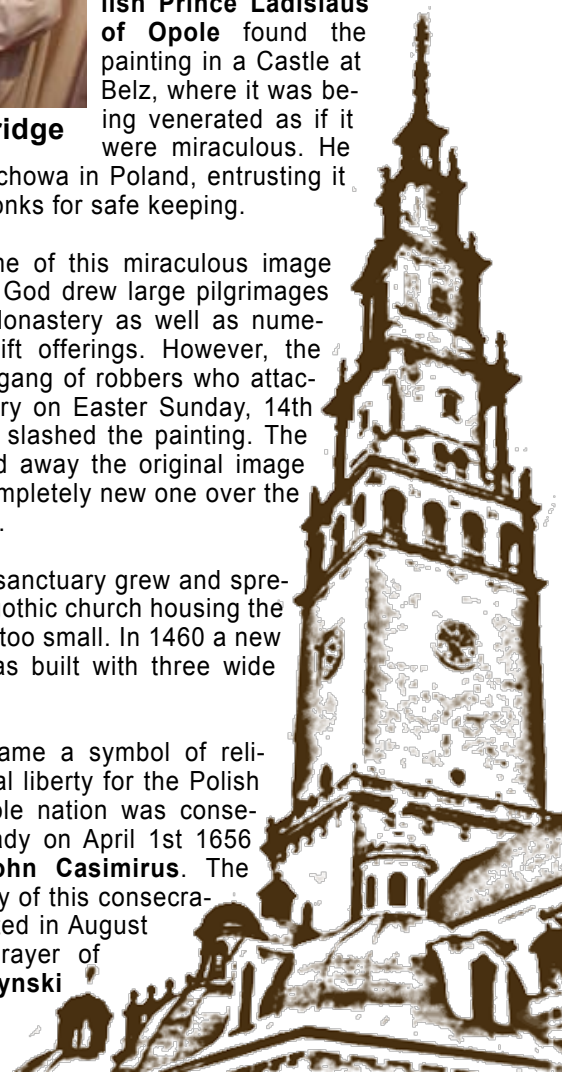 lish Prince Ladislaus
of Opole found the
painting in a Castle at
Belz, where it was be-
ridge
ing venerated as if it
were miraculous. He
chowa in Poland, entrusting it
onks for safe keeping.
me of this miraculous image
God drew large pilgrimages
Monastery as well as nume-
ift offerings. However, the
gang of robbers who attac-
ry on Easter Sunday, 14th
slashed the painting. The
d away the original image
mpletely new one over the
.
sanctuary grew and spre-
othic church housing the
too small. In 1460 a new
as built with three wide
ame a symbol of reli-
al liberty for the Polish
ole nation was conse-
ady on April 1st 1656
ohn Casimirus. The
y of this consecra-
ted in August
rayer of
ynski